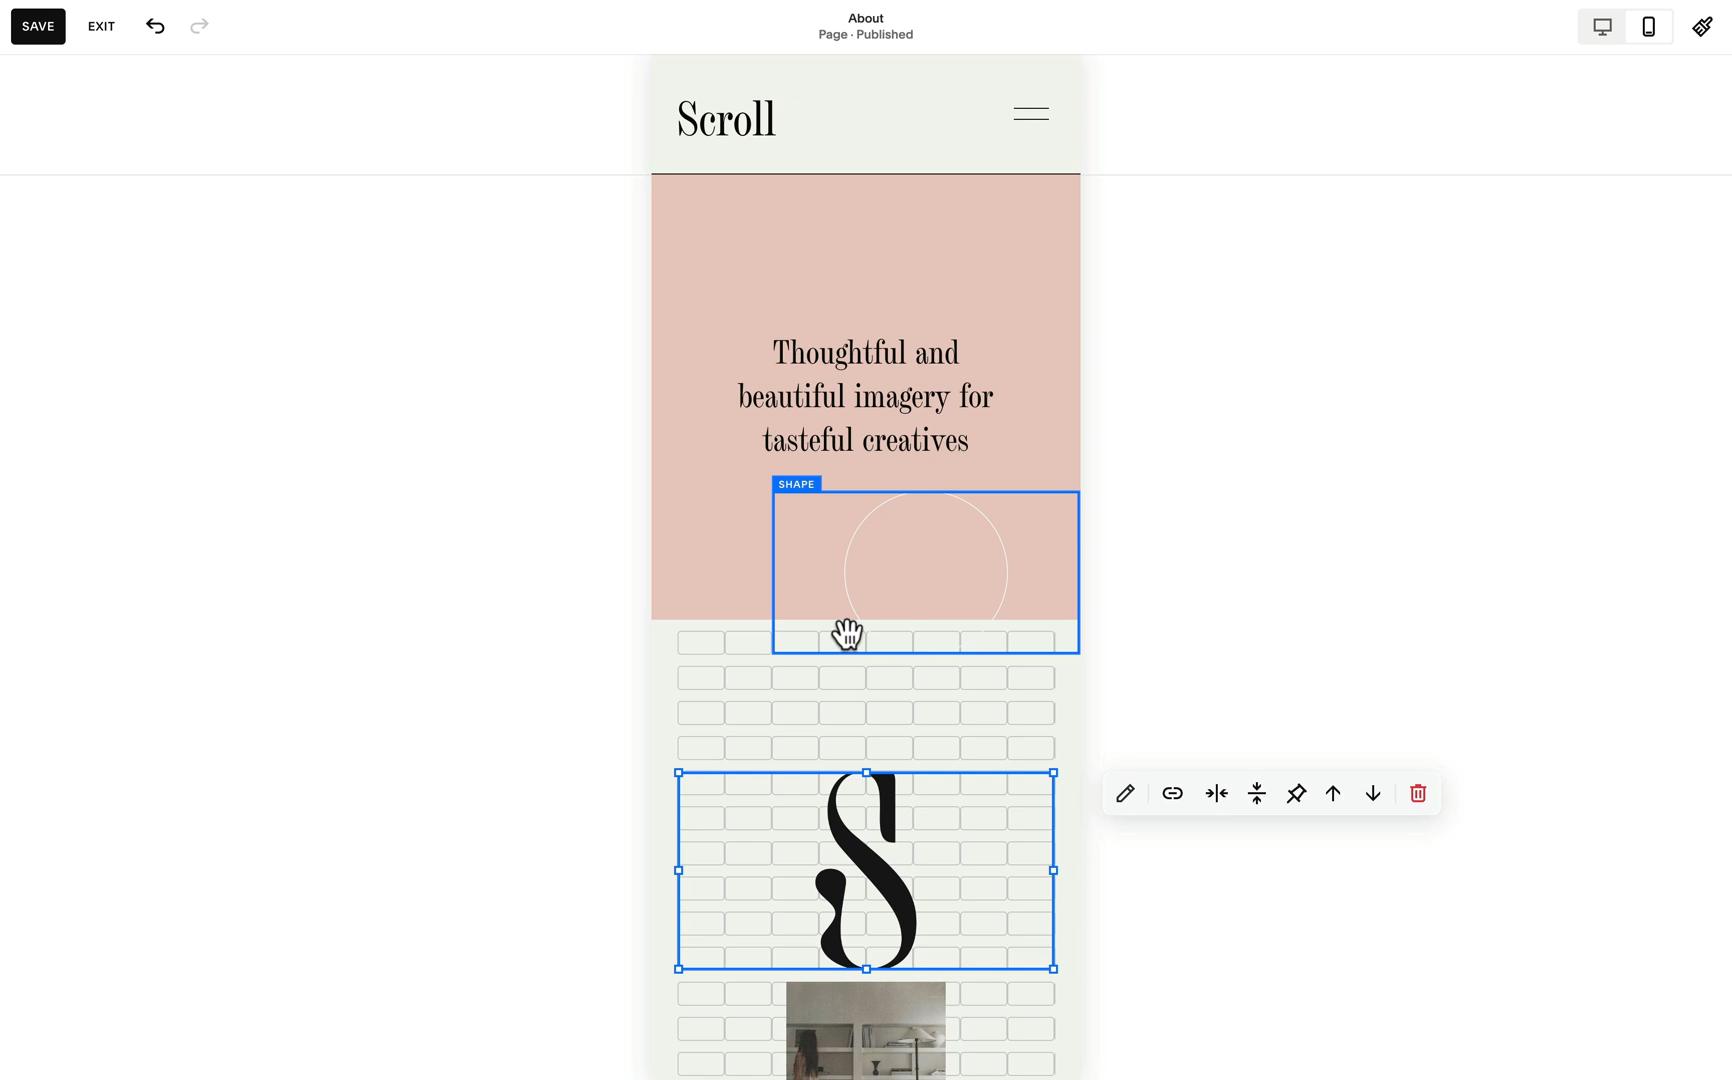 SAVE
EXIT
About
Page · Published
Scroll
Thoughtful and
beautiful imagery for
tasteful creatives
SHAPE
S